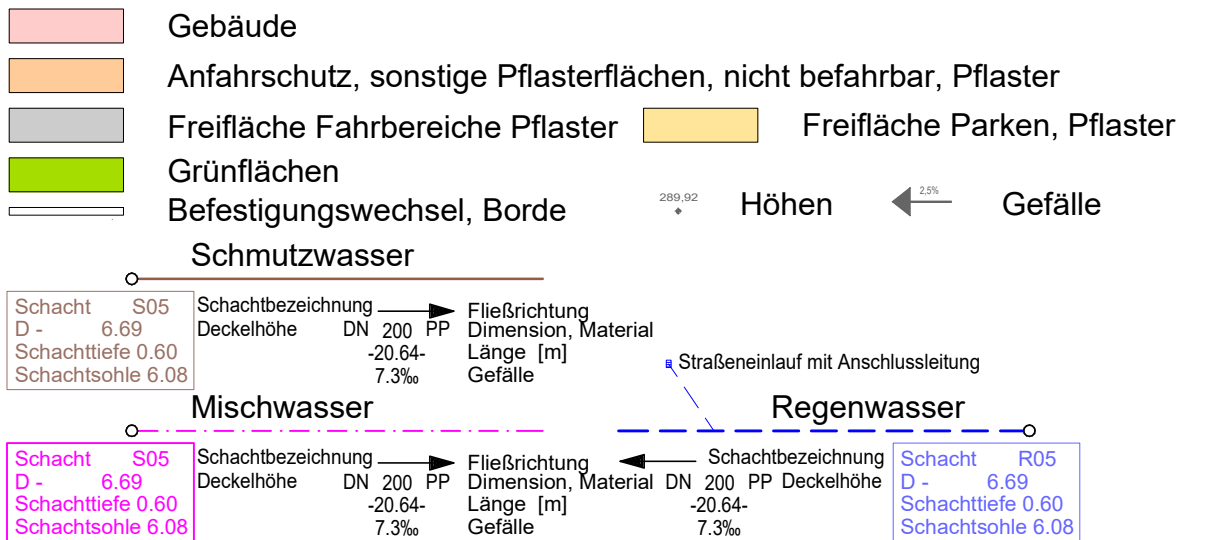 Gebäude
Anfahrschutz, sonstige Pflasterflächen, nicht befahrbar, Pflaster
Freifläche Fahrbereiche Pflaster Freifläche Parken, Pflaster
Grünflächen
Befestigungswechsel, Borde 289,92 Höhen 2,5% Gefälle
Schmutzwasser
Schacht S05 Schachtbezeichnung Fließrichtung
D - 6.69 Deckelhöhe DN 200 PP Dimension, Material
Schachttiefe 0.60 -20.64- Länge [m]
Schachtsohle 6.08 7.3‰ Gefälle
Straßeneinlauf mit Anschlussleitung
Mischwasser Regenwasser
Schacht S05 Schachtbezeichnung Fließrichtung Schachtbezeichnung Schacht R05
D - 6.69 Deckelhöhe DN 200 PP Dimension, Material DN 200 PP Deckelhöhe D - 6.69
Schachttiefe 0.60 -20.64- Länge [m] -20.64- Schachttiefe 0.60
Schachtsohle 6.08 7.3‰ Gefälle 7.3‰ Schachtsohle 6.08